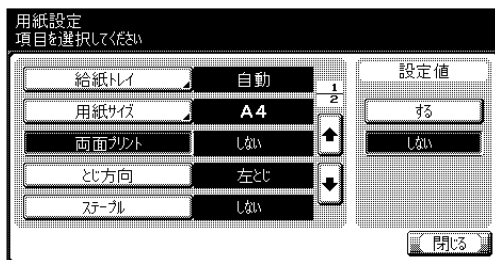 用紙設定
項目を選択してください
給紙トレイ 自動
用紙サイズ A4
両面プリント しない
とじ方向 左とじ
ステープル しない
1
2
設定値
する
しない
閉じる